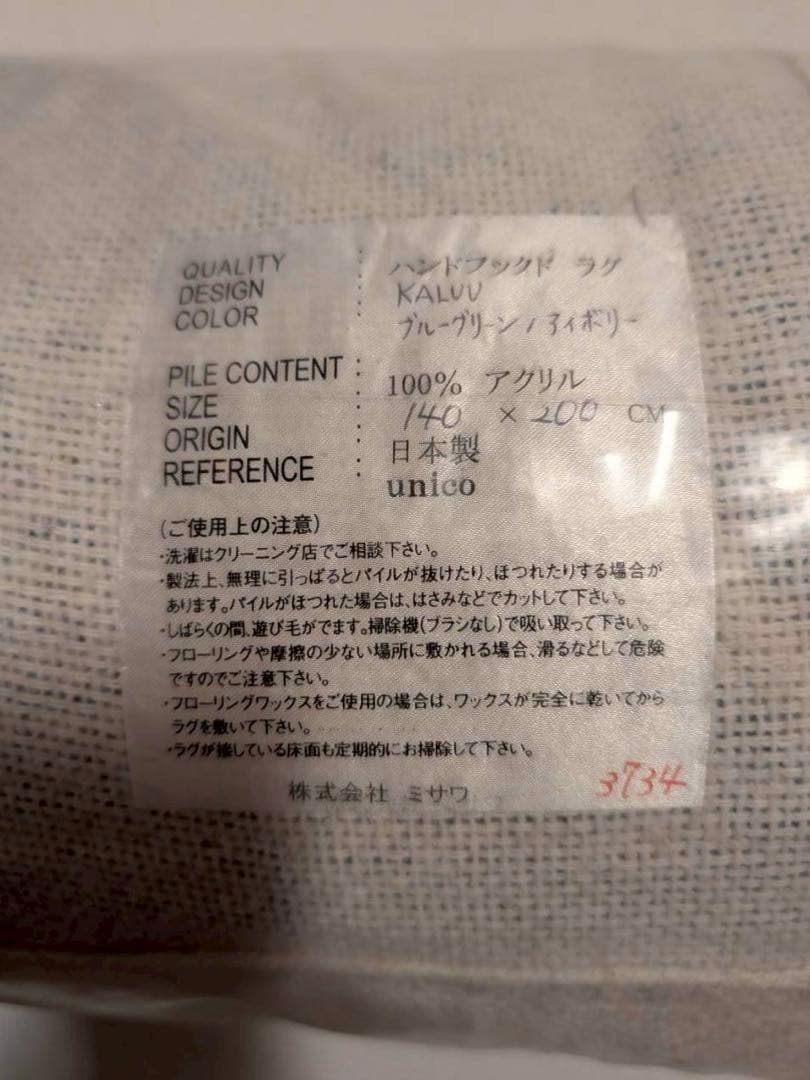 QUALITY : ハンドフックド ラグ
DESIGN : KALUU
COLOR : ブルーグリーン / アイボリー
PILE CONTENT : 100% アクリル
SIZE : 140 × 200 CM
ORIGIN : 日本製
REFERENCE : unico
(ご使用上の注意)
・洗濯はクリーニング店でご相談下さい。
・製法上、無理に引っぱるとパイルが抜けたり、ほつれたりする場合が
あります。パイルがほつれた場合は、はさみなどでカットして下さい。
・しばらくの間、遊び毛がでます。掃除機(ブラシなし)で吸い取って下さい。
・フローリングや摩擦の少ない場所に敷かれる場合、滑るなどして危険
ですのでご注意下さい。
・フローリングワックスをご使用の場合は、ワックスが完全に乾いてから
ラグを敷いて下さい。
・ラグが接している床面も定期的にお掃除して下さい。
株式会社 ミサワ 3734